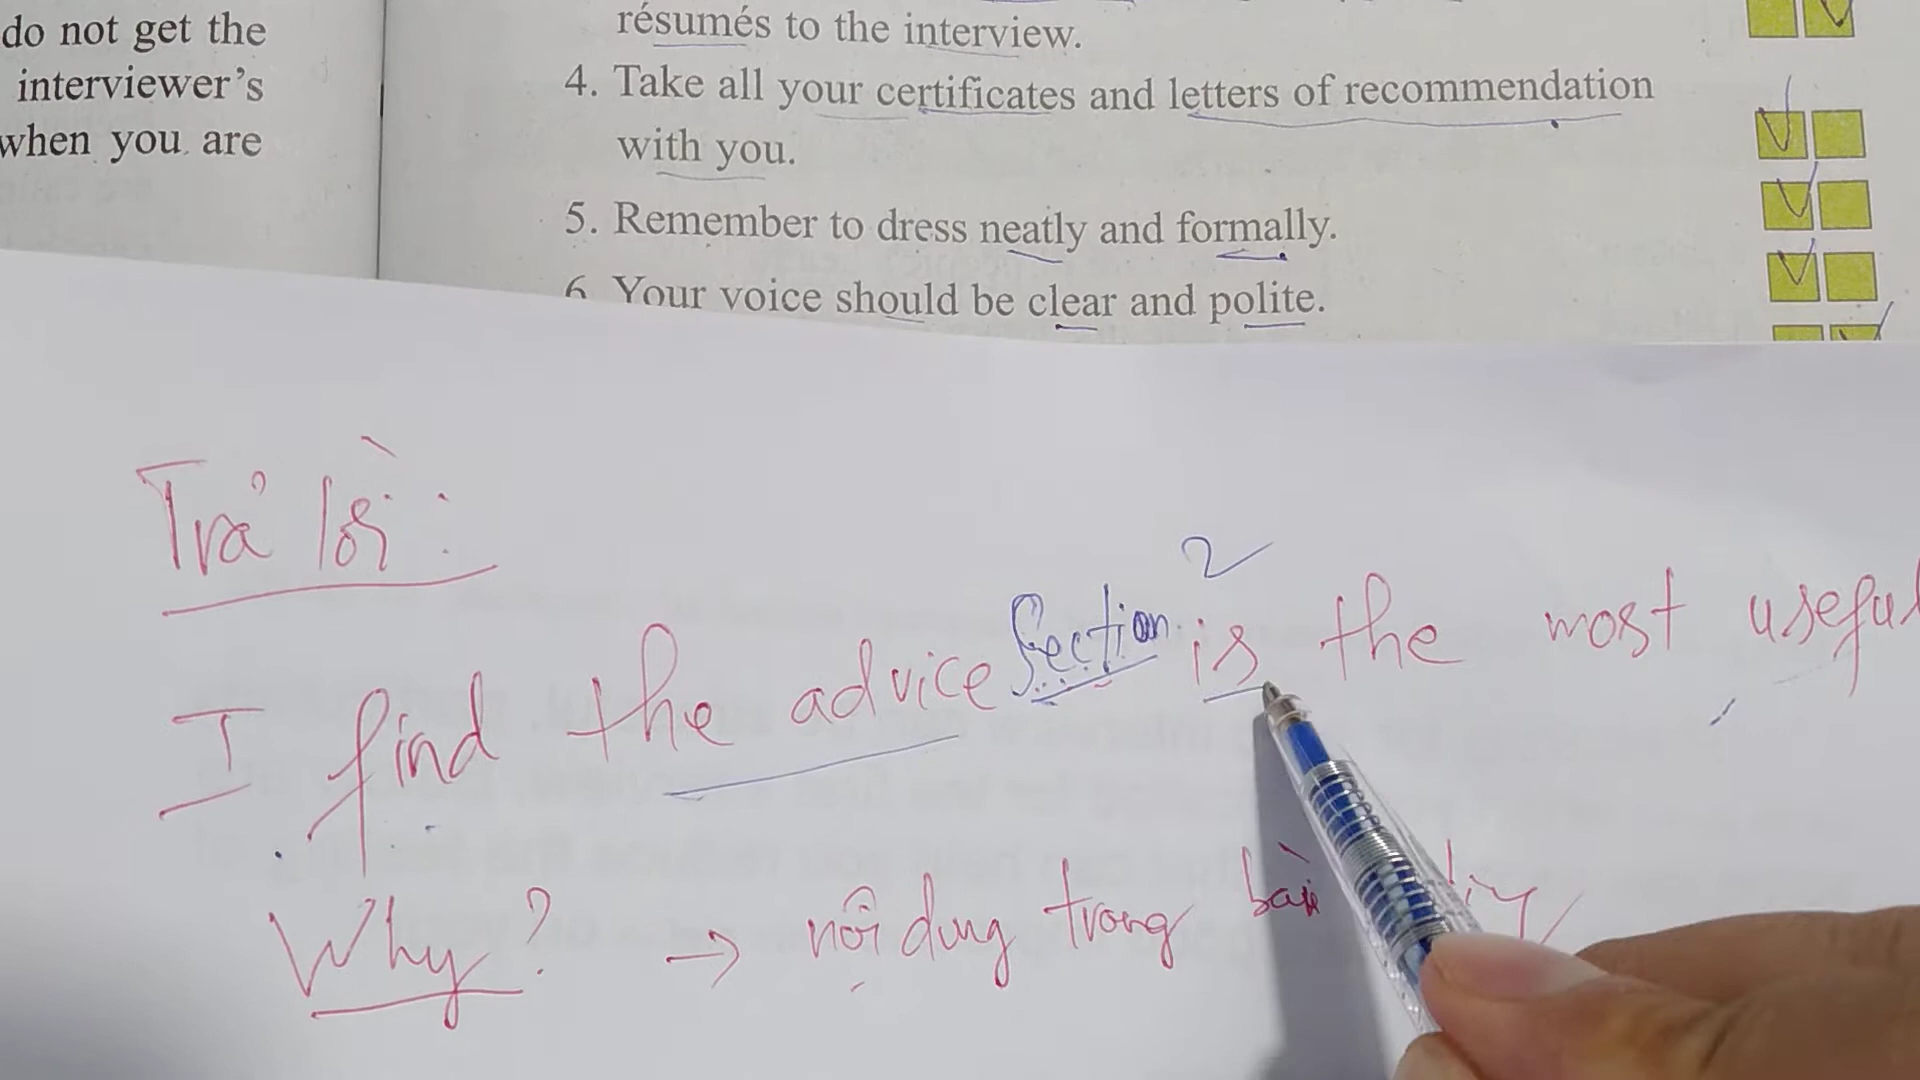 do not get the
interviewer's
when you are
résumés to the interview.
4. Take all your certificates and letters of recommendation
with you.
5. Remember to dress neatly and formally.
6. Your voice should be clear and polite.
Trả lời:
2
I find the advice Section is the most useful
Why? → nội dung trong bài